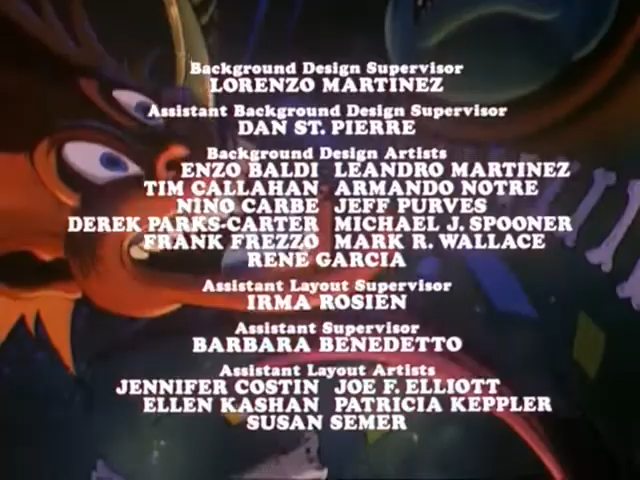 Background Design Supervisor
LORENZO MARTINEZ
Assistant Background Design Supervisor
DAN ST. PIERRE
Background Design Artists
ENZO BALDI LEANDRO MARTINEZ
TIM CALLAHAN ARMANDO NOTRE
NINO CARBE JEFF PURVES
DEREK PARKS-CARTER MICHAEL J. SPOONER
FRANK FREZZO MARK R. WALLACE
RENE GARCIA
Assistant Layout Supervisor
IRMA ROSIEN
Assistant Supervisor
BARBARA BENEDETTO
Assistant Layout Artists
JENNIFER COSTIN JOE F. ELLIOTT
ELLEN KASHAN PATRICIA KEPPLER
SUSAN SEMER